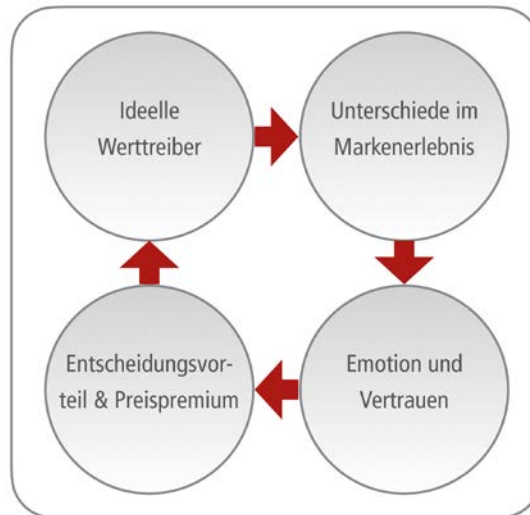 Ideelle
Werttreiber
Unterschiede im
Markenerlebnis
Entscheidungsvor-
teil & Preispremium
Emotion und
Vertrauen